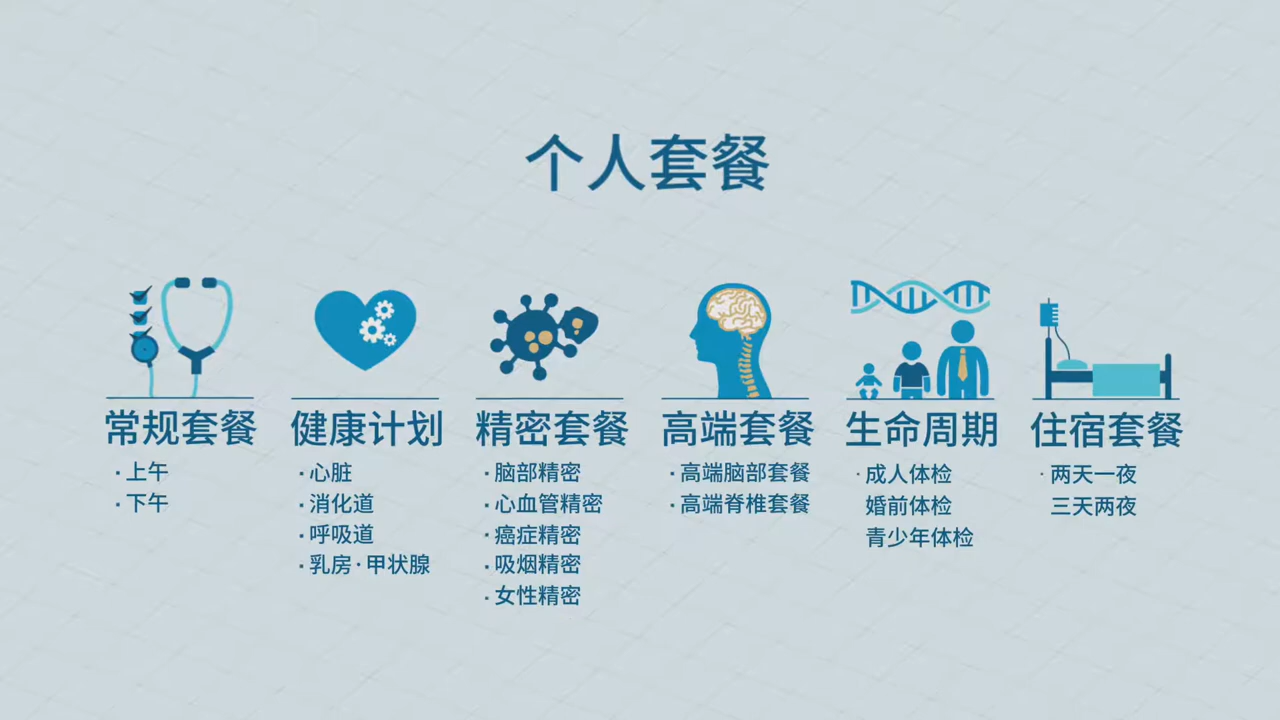 个人套餐
常规套餐
· 上午
· 下午
健康计划
· 心脏
· 消化道
· 呼吸道
· 乳房·甲状腺
精密套餐
· 脑部精密
· 心血管精密
· 癌症精密
· 吸烟精密
· 女性精密
高端套餐
· 高端脑部套餐
· 高端脊椎套餐
生命周期
· 成人体检
婚前体检
青少年体检
住宿套餐
· 两天一夜
三天两夜